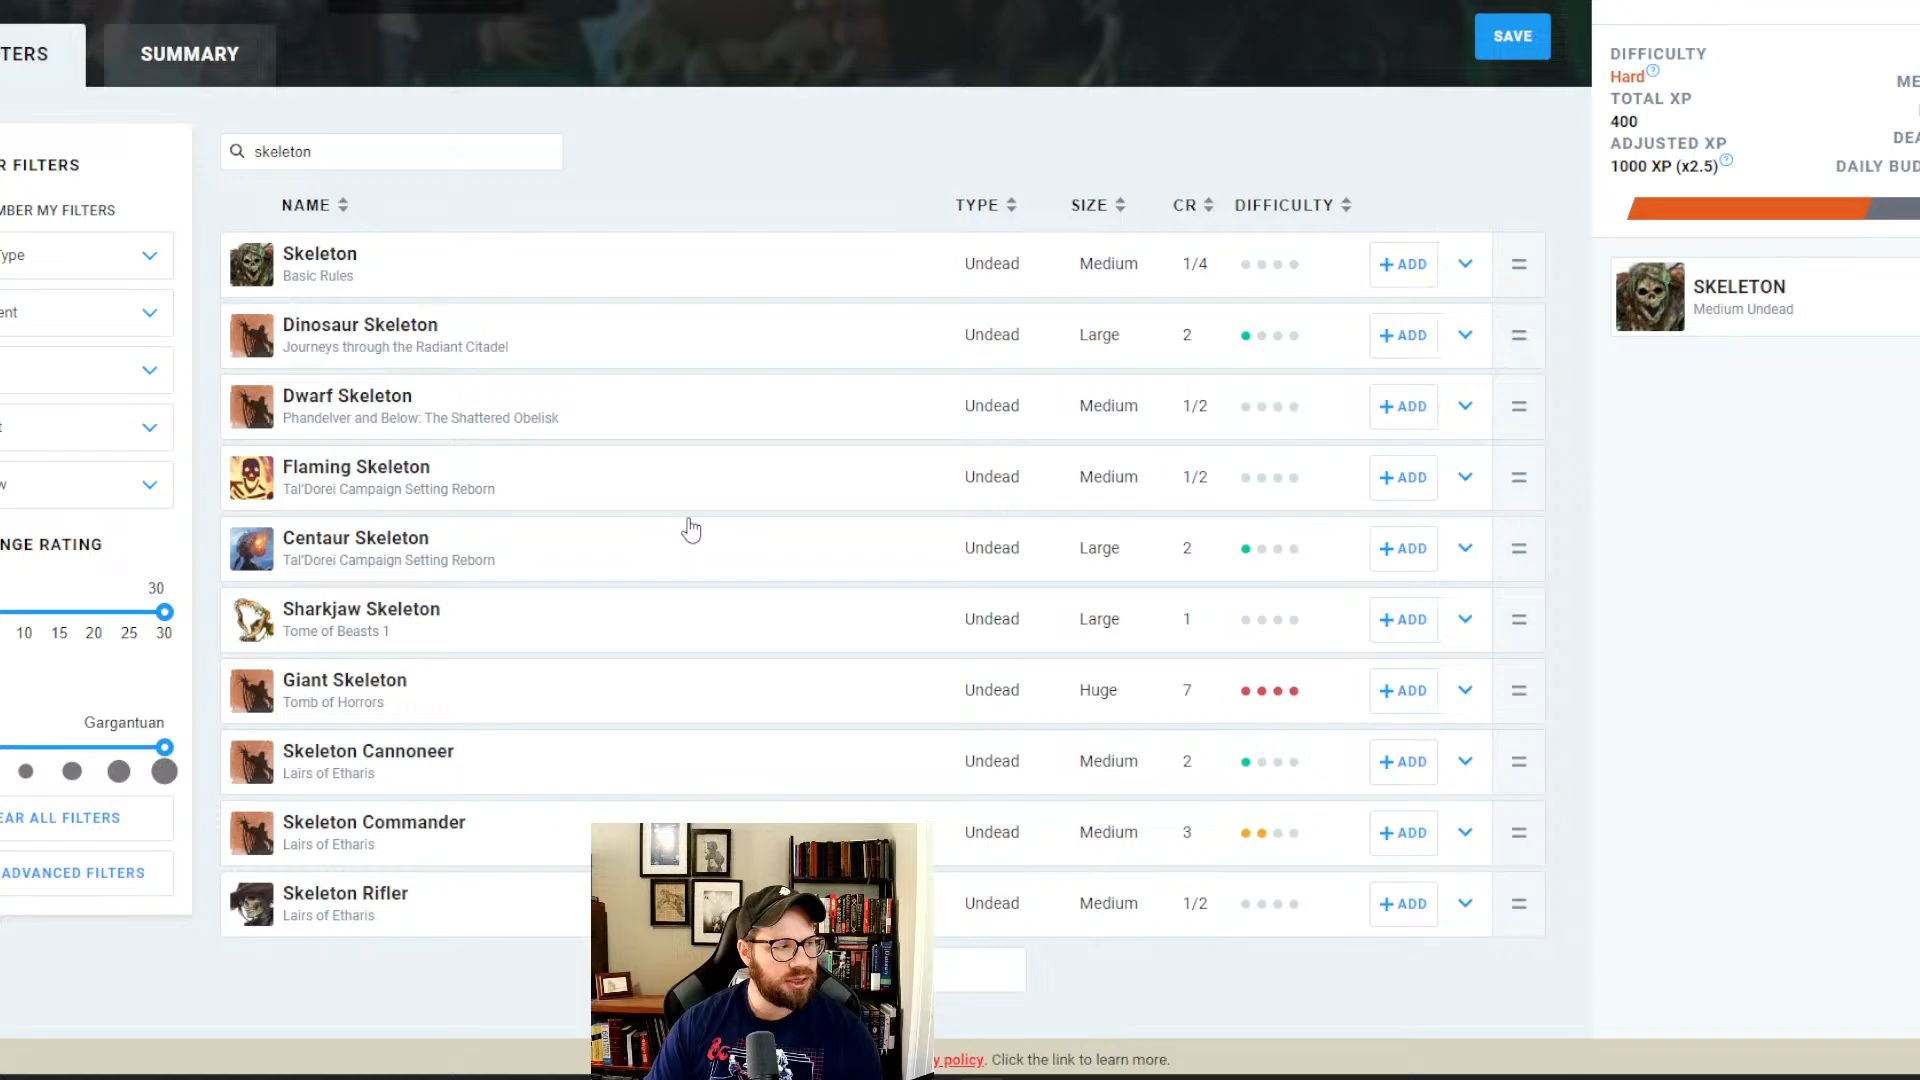 TERS
SUMMARY
SAVE
R FILTERS
MBER MY FILTERS
ype
ent
t
w
NGE RATING
30
10 15 20 25 30
Gargantuan
EAR ALL FILTERS
ADVANCED FILTERS
skeleton
NAME TYPE SIZE CR DIFFICULTY
Skeleton
Basic Rules
Undead Medium 1/4 + ADD
Dinosaur Skeleton
Journeys through the Radiant Citadel
Undead Large 2 + ADD
Dwarf Skeleton
Phandelver and Below: The Shattered Obelisk
Undead Medium 1/2 + ADD
Flaming Skeleton
Tal'Dorei Campaign Setting Reborn
Undead Medium 1/2 + ADD
Centaur Skeleton
Tal'Dorei Campaign Setting Reborn
Undead Large 2 + ADD
Sharkjaw Skeleton
Tome of Beasts 1
Undead Large 1 + ADD
Giant Skeleton
Tomb of Horrors
Undead Huge 7 + ADD
Skeleton Cannoneer
Lairs of Etharis
Undead Medium 2 + ADD
Skeleton Commander
Lairs of Etharis
Undead Medium 3 + ADD
Skeleton Rifler
Lairs of Etharis
Undead Medium 1/2 + ADD
y policy. Click the link to learn more.
DIFFICULTY
Hard ?
TOTAL XP
400
ADJUSTED XP
1000 XP (x2.5) ?
ME
DEA
DAILY BUD
SKELETON
Medium Undead